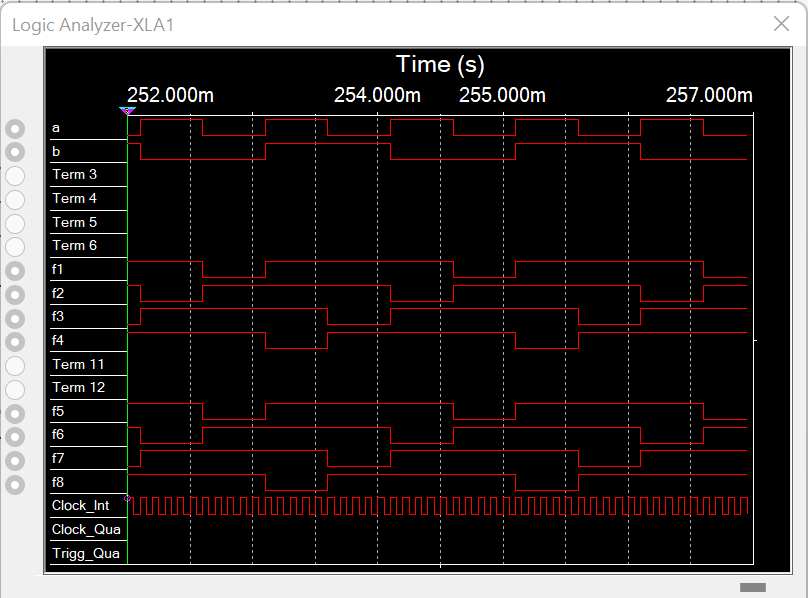 Logic Analyzer-XLA1
Time (s)
252.000m 254.000m 255.000m 257.000m
a
b
Term 3
Term 4
Term 5
Term 6
f1
f2
f3
f4
Term 11
Term 12
f5
f6
f7
f8
Clock_Int
Clock_Qua
Trigg_Qua